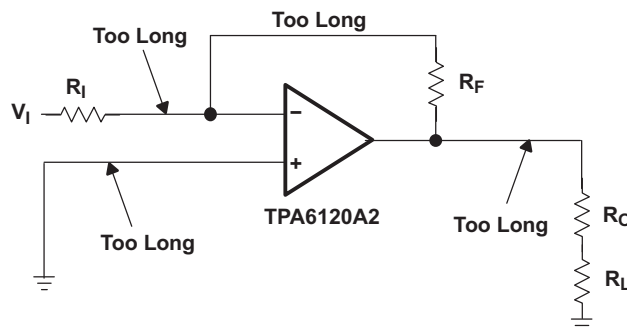 Too Long
Too Long
R_I
V_I
R_F
−
+
TPA6120A2
Too Long
Too Long
R_O
R_L